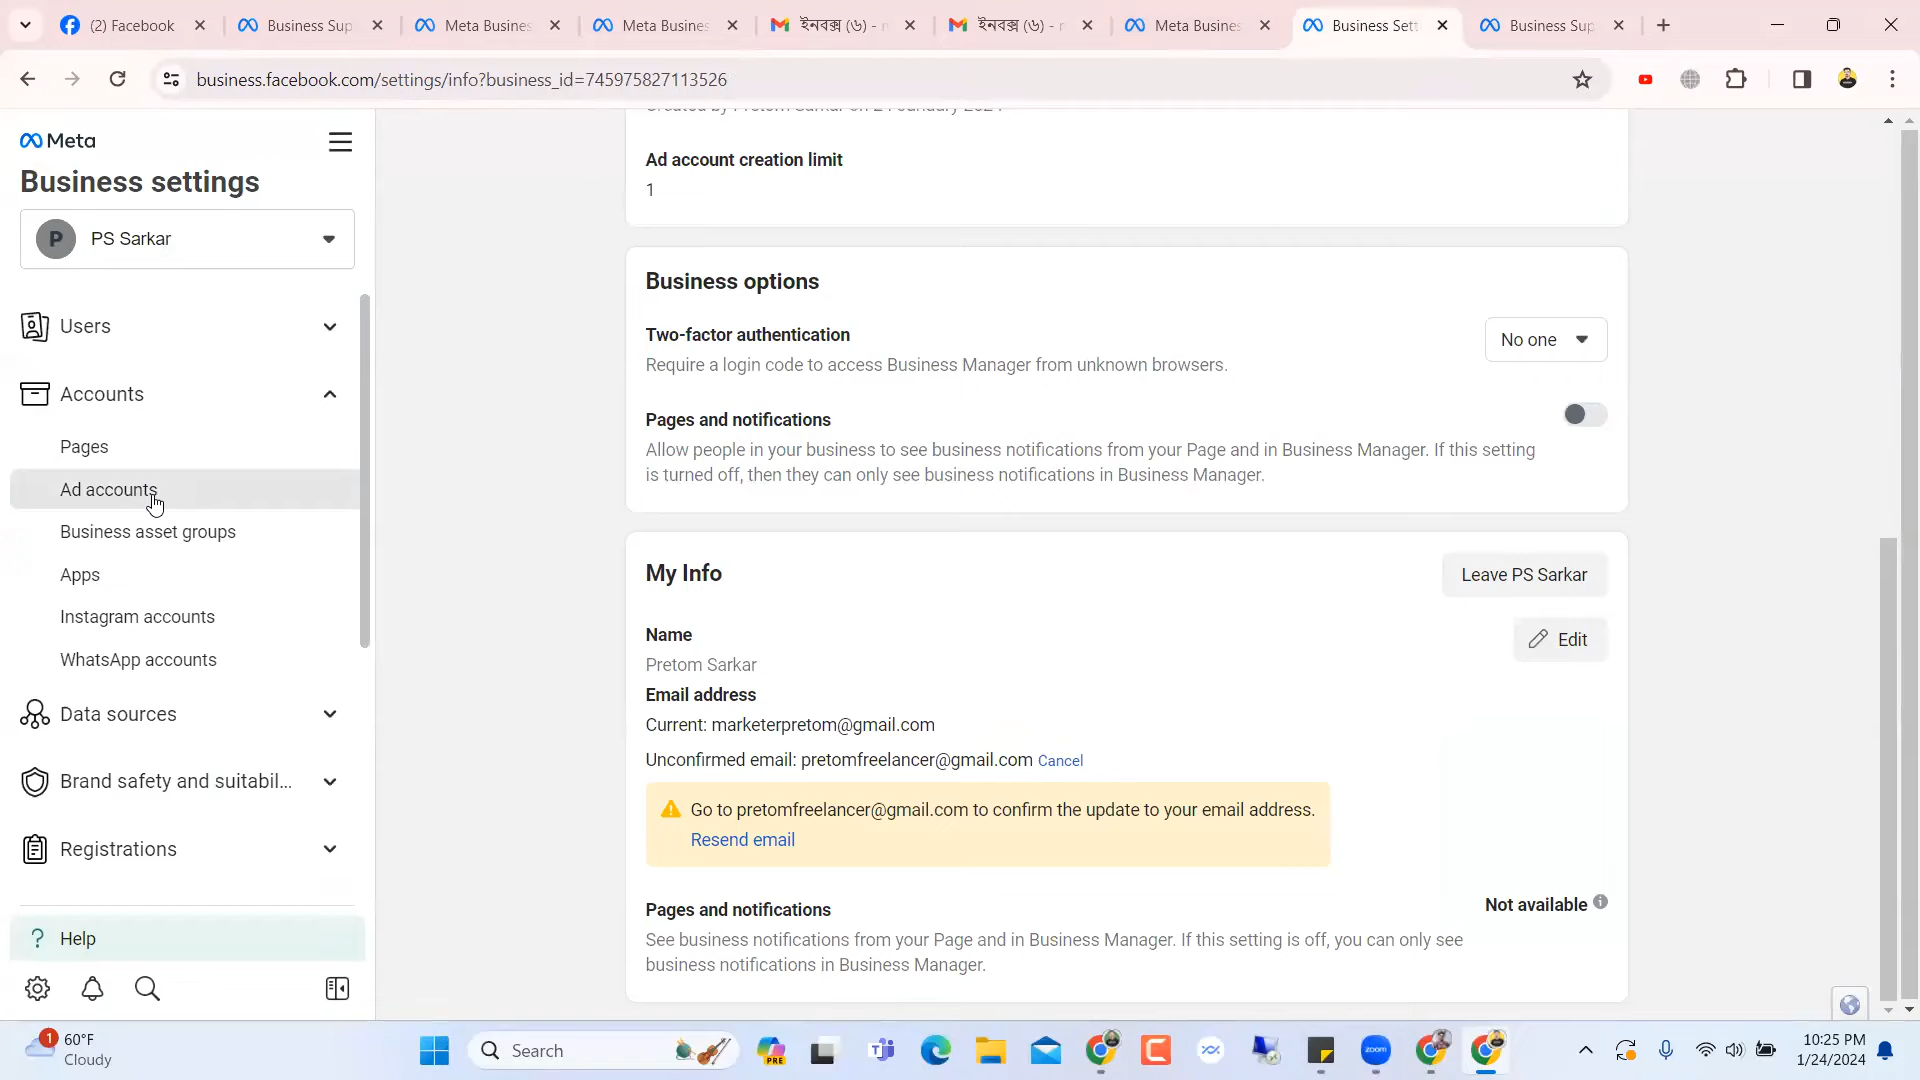 (2) Facebook
Business Sup
Meta Busines
Meta Busines
ইনবক্স (৬) -
ইনবক্স (৬) -
Meta Busines
Business Setti
Business Sup
business.facebook.com/settings/info?business_id=745975827113526
Meta
Business settings
P
PS Sarkar
Users
Accounts
Pages
Ad accounts
Business asset groups
Apps
Instagram accounts
WhatsApp accounts
Data sources
Brand safety and suitabil...
Registrations
? Help
Ad account creation limit
1
Business options
Two-factor authentication
No one
Require a login code to access Business Manager from unknown browsers.
Pages and notifications
Allow people in your business to see business notifications from your Page and in Business Manager. If this setting
is turned off, then they can only see business notifications in Business Manager.
My Info
Leave PS Sarkar
Name
Edit
Pretom Sarkar
Email address
Current: marketerpretom@gmail.com
Unconfirmed email: pretomfreelancer@gmail.com Cancel
Go to pretomfreelancer@gmail.com to confirm the update to your email address.
Resend email
Pages and notifications
Not available
See business notifications from your Page and in Business Manager. If this setting is off, you can only see
business notifications in Business Manager.
1
60°F
Cloudy
Search
PRE
zoom
10:25 PM
1/24/2024